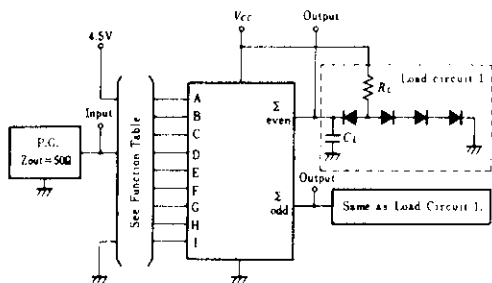 VCC
Output
4.5V
Load circuit 1
RL
Input
P.G.
Zout=50Ω
See Function Table
A
B
C
D
E
F
G
H
I
Σ
even
CL
Σ
odd
Output
Same as Load Circuit 1.